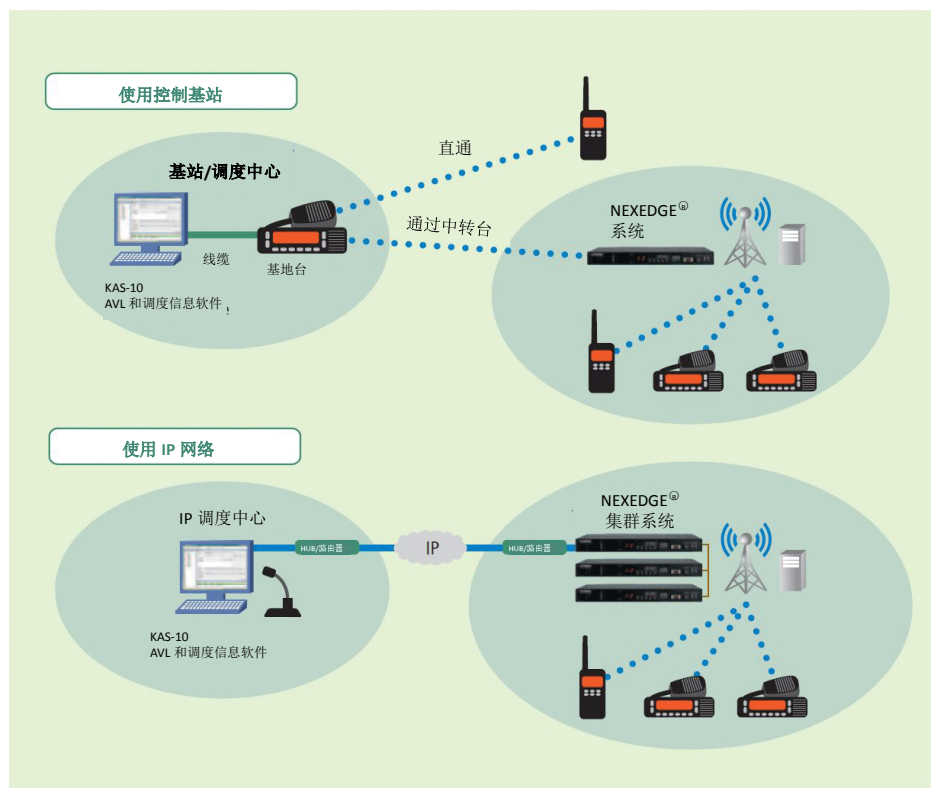 使用控制基站
基站/调度中心
直通
通过中转台
线缆
基地台
KAS-10
AVL 和调度信息软件
NEXEDGE®
系统
使用 IP 网络
IP 调度中心
HUB/路由器
IP
HUB/路由器
KAS-10
AVL 和调度信息软件
NEXEDGE®
集群系统